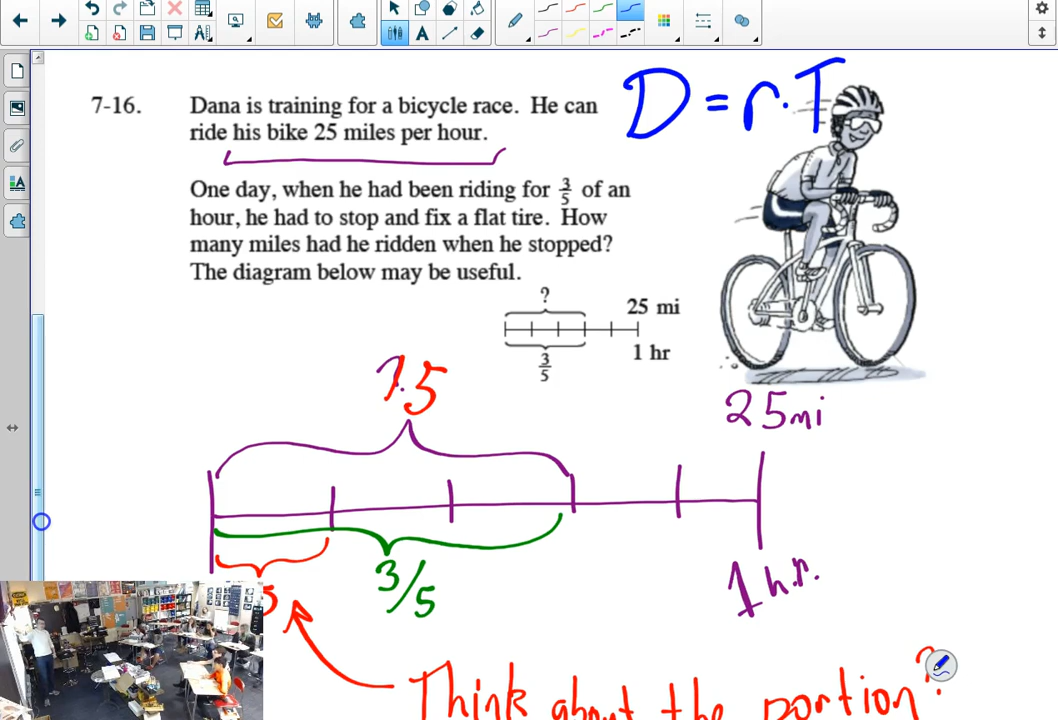 7-16. Dana is training for a bicycle race. He can
ride his bike 25 miles per hour.
D = r.T
One day, when he had been riding for 3/5 of an
hour, he had to stop and fix a flat tire. How
many miles had he ridden when he stopped?
The diagram below may be useful.
?
25 mi
3/5
1 hr
?5
25mi
3/5
1 h.r.
5
Think about the portion?